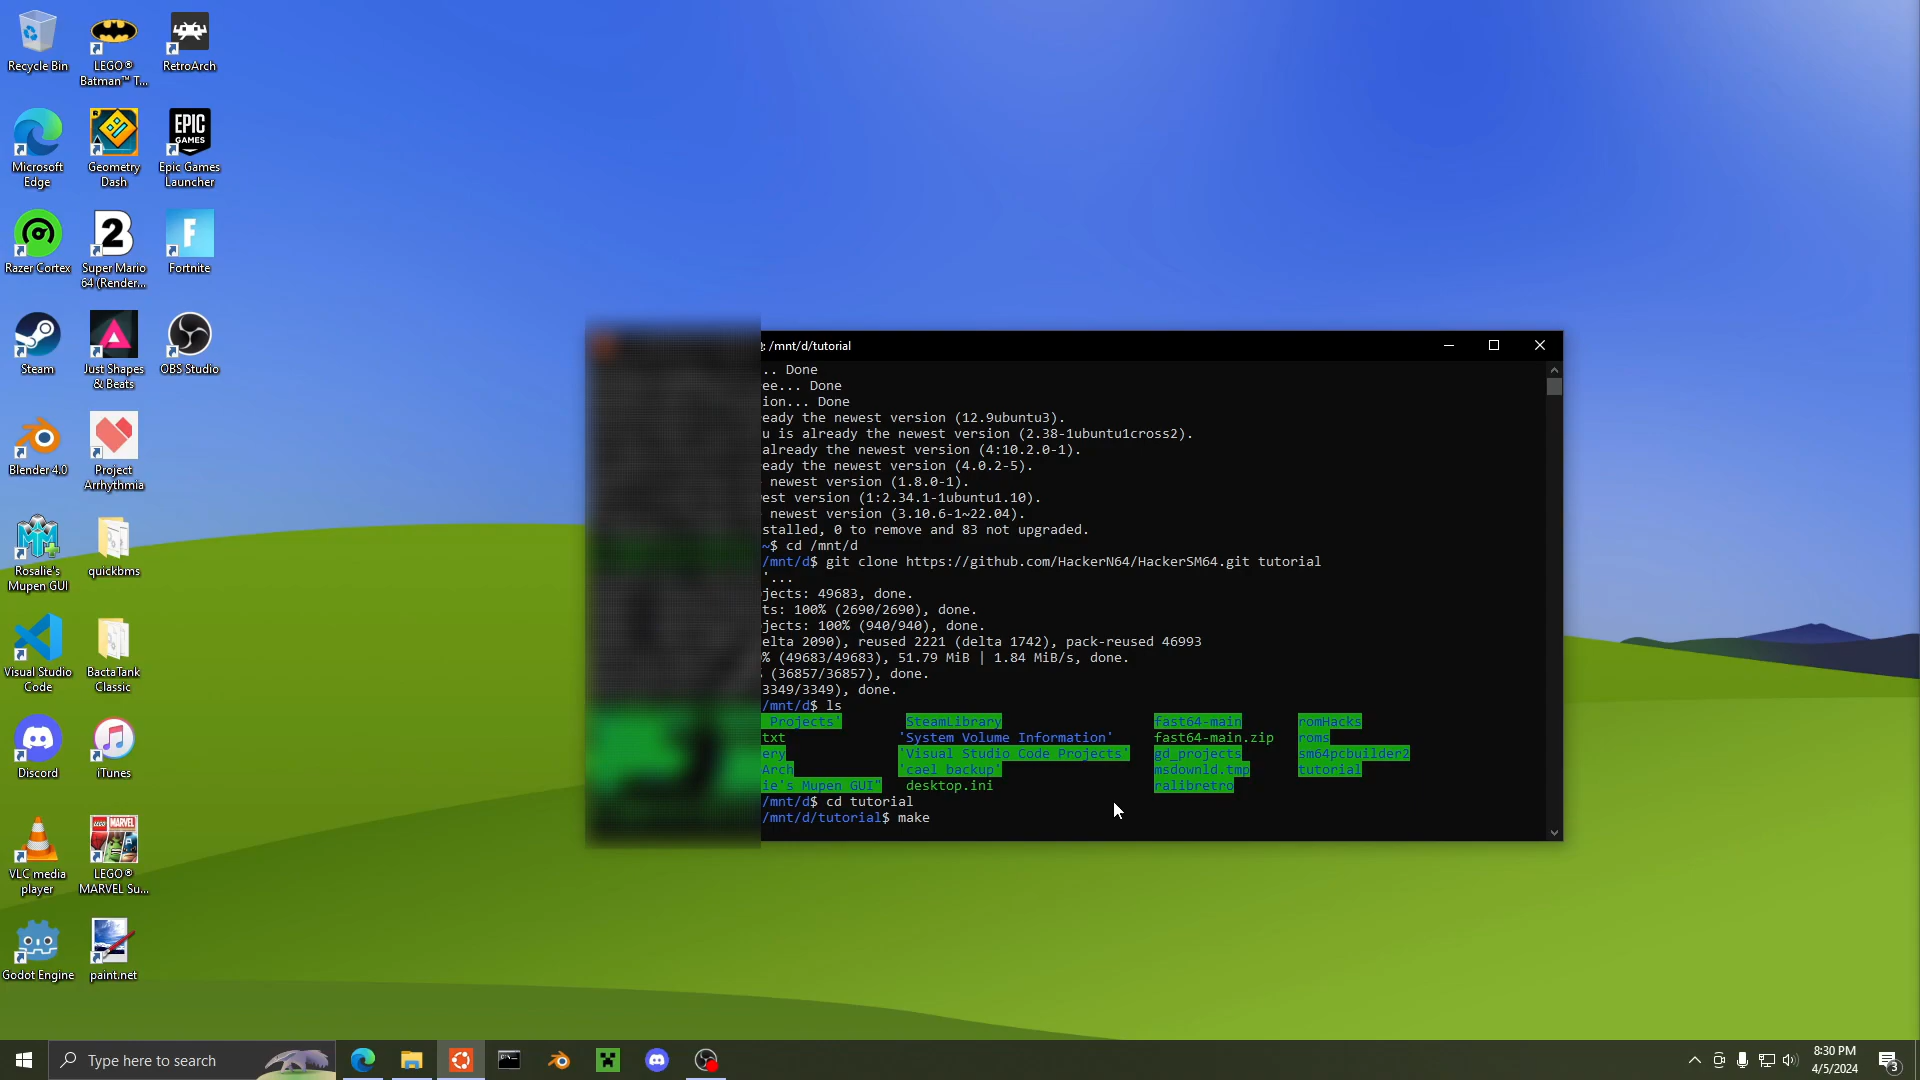 Recycle Bin
LEGO®
Batman™ T...
RetroArch
Microsoft
Edge
Geometry
Dash
EPIC
GAMES
Epic Games
Launcher
Razer Cortex
2
Super Mario
64 (Render...
F
Fortnite
Steam
Just Shapes
& Beats
OBS Studio
Blender 4.0
Project
Arrhythmia
Rosalie's
Mupen GUI
quickbms
Visual Studio
Code
BactaTank
Classic
Discord
iTunes
VLC media
player
LEGO®
MARVEL Su...
Godot Engine
paint.net
: /mnt/d/tutorial
.. Done
ee... Done
ion... Done
eady the newest version (12.9ubuntu3).
u is already the newest version (2.38-1ubuntu1cross2).
already the newest version (4:10.2.0-1).
eady the newest version (4.0.2-5).
newest version (1.8.0-1).
est version (1:2.34.1-1ubuntu1.10).
newest version (3.10.6-1~22.04).
stalled, 0 to remove and 83 not upgraded.
~$ cd /mnt/d
/mnt/d$ git clone https://github.com/HackerN64/HackerSM64.git tutorial
'...
jects: 49683, done.
ts: 100% (2690/2690), done.
jects: 100% (940/940), done.
elta 2090), reused 2221 (delta 1742), pack-reused 46993
% (49683/49683), 51.79 MiB | 1.84 MiB/s, done.
(36857/36857), done.
3349/3349), done.
/mnt/d$ ls
Projects' SteamLibrary fast64-main romHacks
txt 'System Volume Information' fast64-main.zip roms
ery 'Visual Studio Code Projects' gd_projects sm64pcbuilder2
Arch 'cael backup' msdownld.tmp tutorial
ie's Mupen GUI" desktop.ini ralibretro
/mnt/d$ cd tutorial
/mnt/d/tutorial$ make
Type here to search
8:30 PM
4/5/2024
3